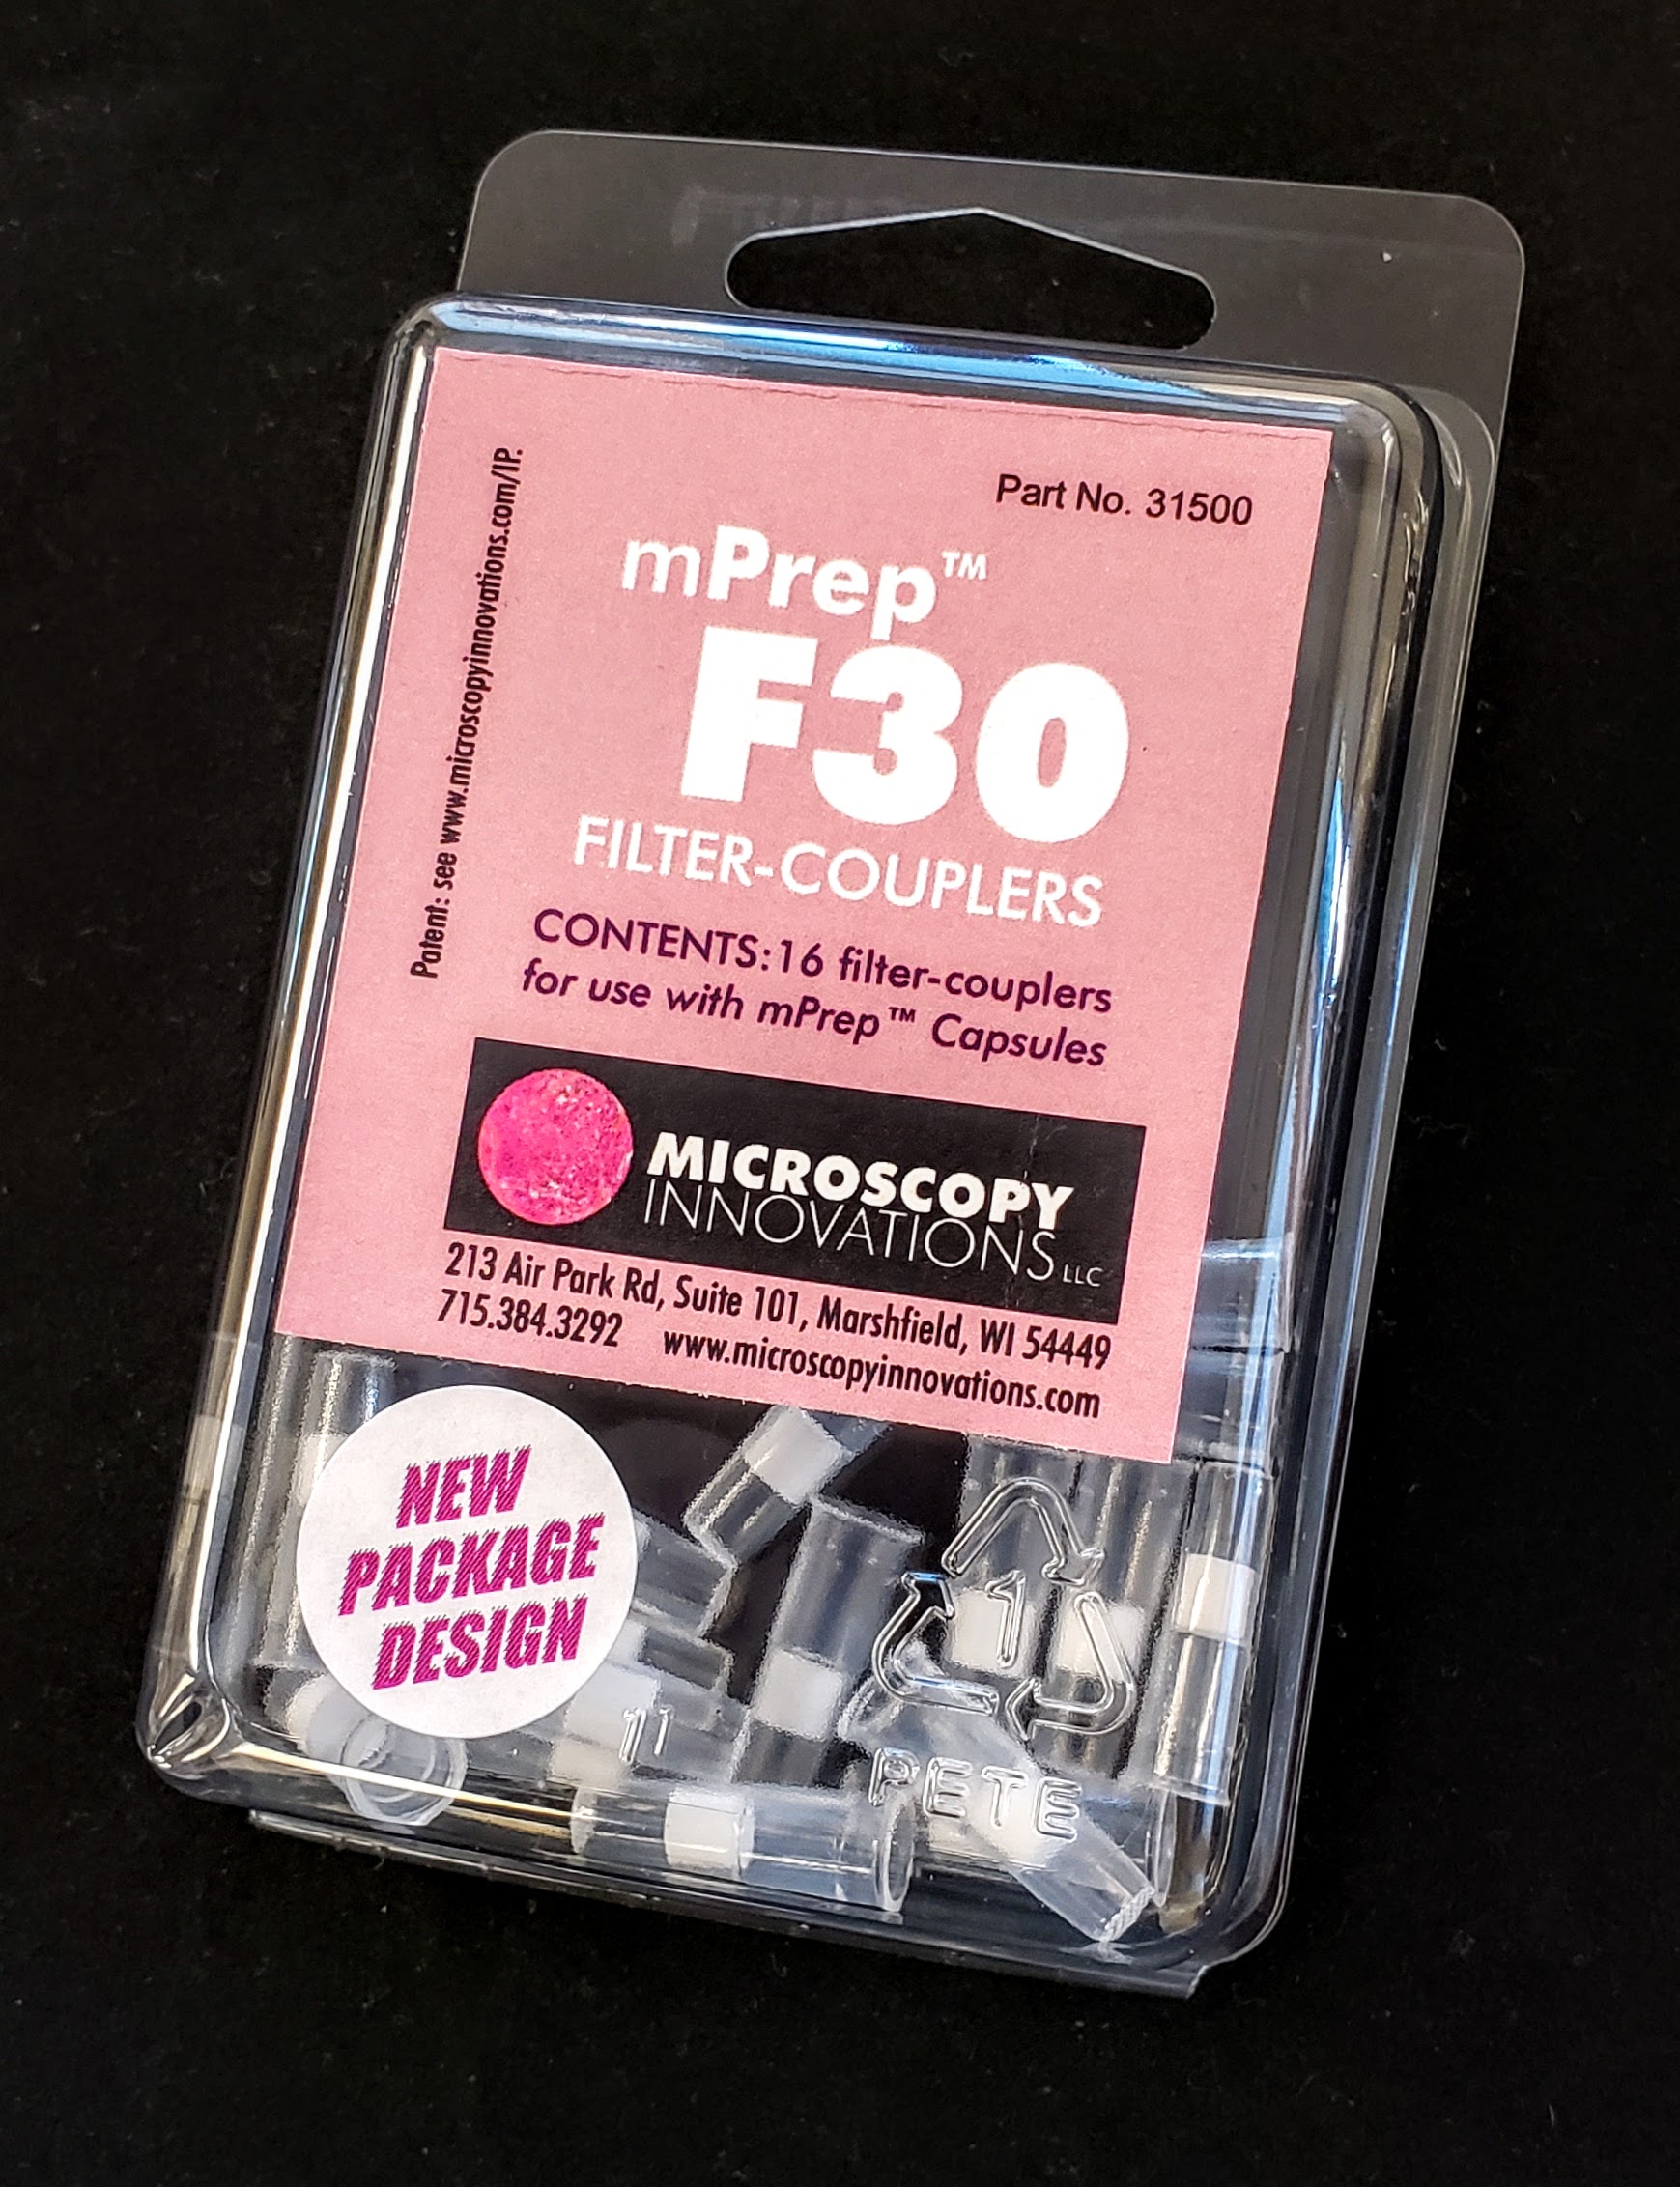 Part No. 31500
Patent: see www.microscopyinnovations.com/IP.
mPrep™
F30
FILTER-COUPLERS
CONTENTS:16 filter-couplers
for use with mPrep™ Capsules
MICROSCOPY
INNOVATIONS LLC
213 Air Park Rd, Suite 101, Marshfield, WI 54449
715.384.3292 www.microscopyinnovations.com
NEW
PACKAGE
DESIGN
1
11
PETE